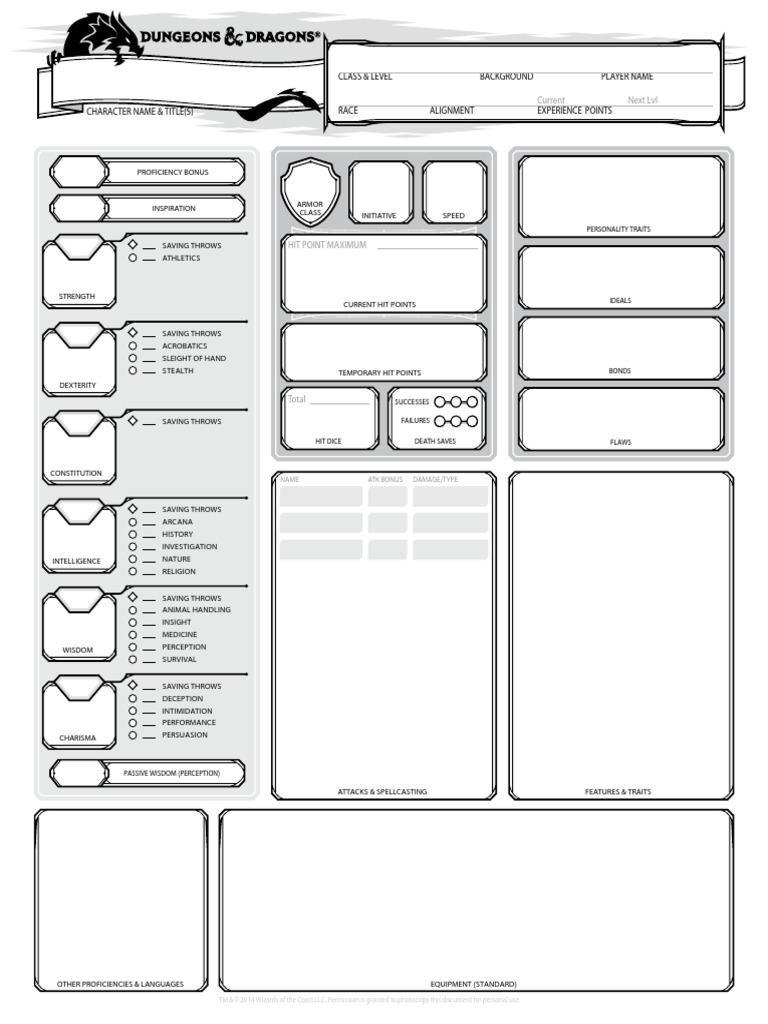 DUNGEONS & DRAGONS®
CHARACTER NAME & TITLE(S)
CLASS & LEVEL BACKGROUND PLAYER NAME
Current Next Lvl
RACE ALIGNMENT EXPERIENCE POINTS
PROFICIENCY BONUS
INSPIRATION
SAVING THROWS
ATHLETICS
STRENGTH
SAVING THROWS
ACROBATICS
SLEIGHT OF HAND
STEALTH
DEXTERITY
SAVING THROWS
CONSTITUTION
SAVING THROWS
ARCANA
HISTORY
INVESTIGATION
NATURE
RELIGION
INTELLIGENCE
SAVING THROWS
ANIMAL HANDLING
INSIGHT
MEDICINE
PERCEPTION
SURVIVAL
WISDOM
SAVING THROWS
DECEPTION
INTIMIDATION
PERFORMANCE
PERSUASION
CHARISMA
PASSIVE WISDOM (PERCEPTION)
ARMOR
CLASS
INITIATIVE
SPEED
HIT POINT MAXIMUM
CURRENT HIT POINTS
TEMPORARY HIT POINTS
Total
HIT DICE
SUCCESSES
FAILURES
DEATH SAVES
PERSONALITY TRAITS
IDEALS
BONDS
FLAWS
NAME ATK BONUS DAMAGE/TYPE
ATTACKS & SPELLCASTING
FEATURES & TRAITS
OTHER PROFICIENCIES & LANGUAGES
EQUIPMENT (STANDARD)
TM & © 2014 Wizards of the Coast LLC. Permission is granted to photocopy this document for personal use.